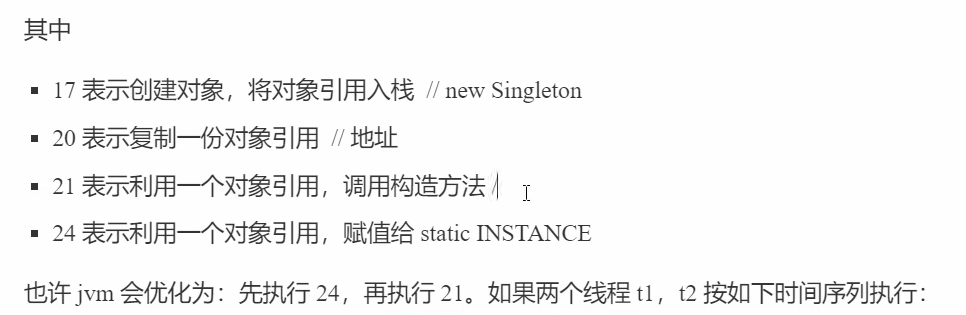 其中
▪ 17 表示创建对象，将对象引用入栈 // new Singleton
▪ 20 表示复制一份对象引用 // 地址
▪ 21 表示利用一个对象引用，调用构造方法 /
▪ 24 表示利用一个对象引用，赋值给 static INSTANCE
也许 jvm 会优化为：先执行 24，再执行 21。如果两个线程 t1，t2 按如下时间序列执行：